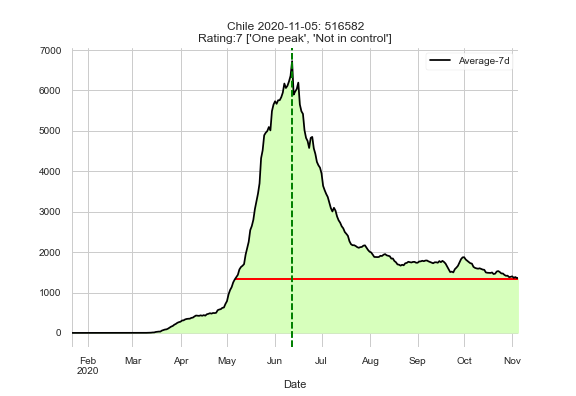 Chile 2020-11-05: 516582
Rating:7 ['One peak', 'Not in control']
Average-7d
7000
6000
5000
4000
3000
2000
1000
0
Feb Mar Apr May Jun Jul Aug Sep Oct Nov
2020
Date